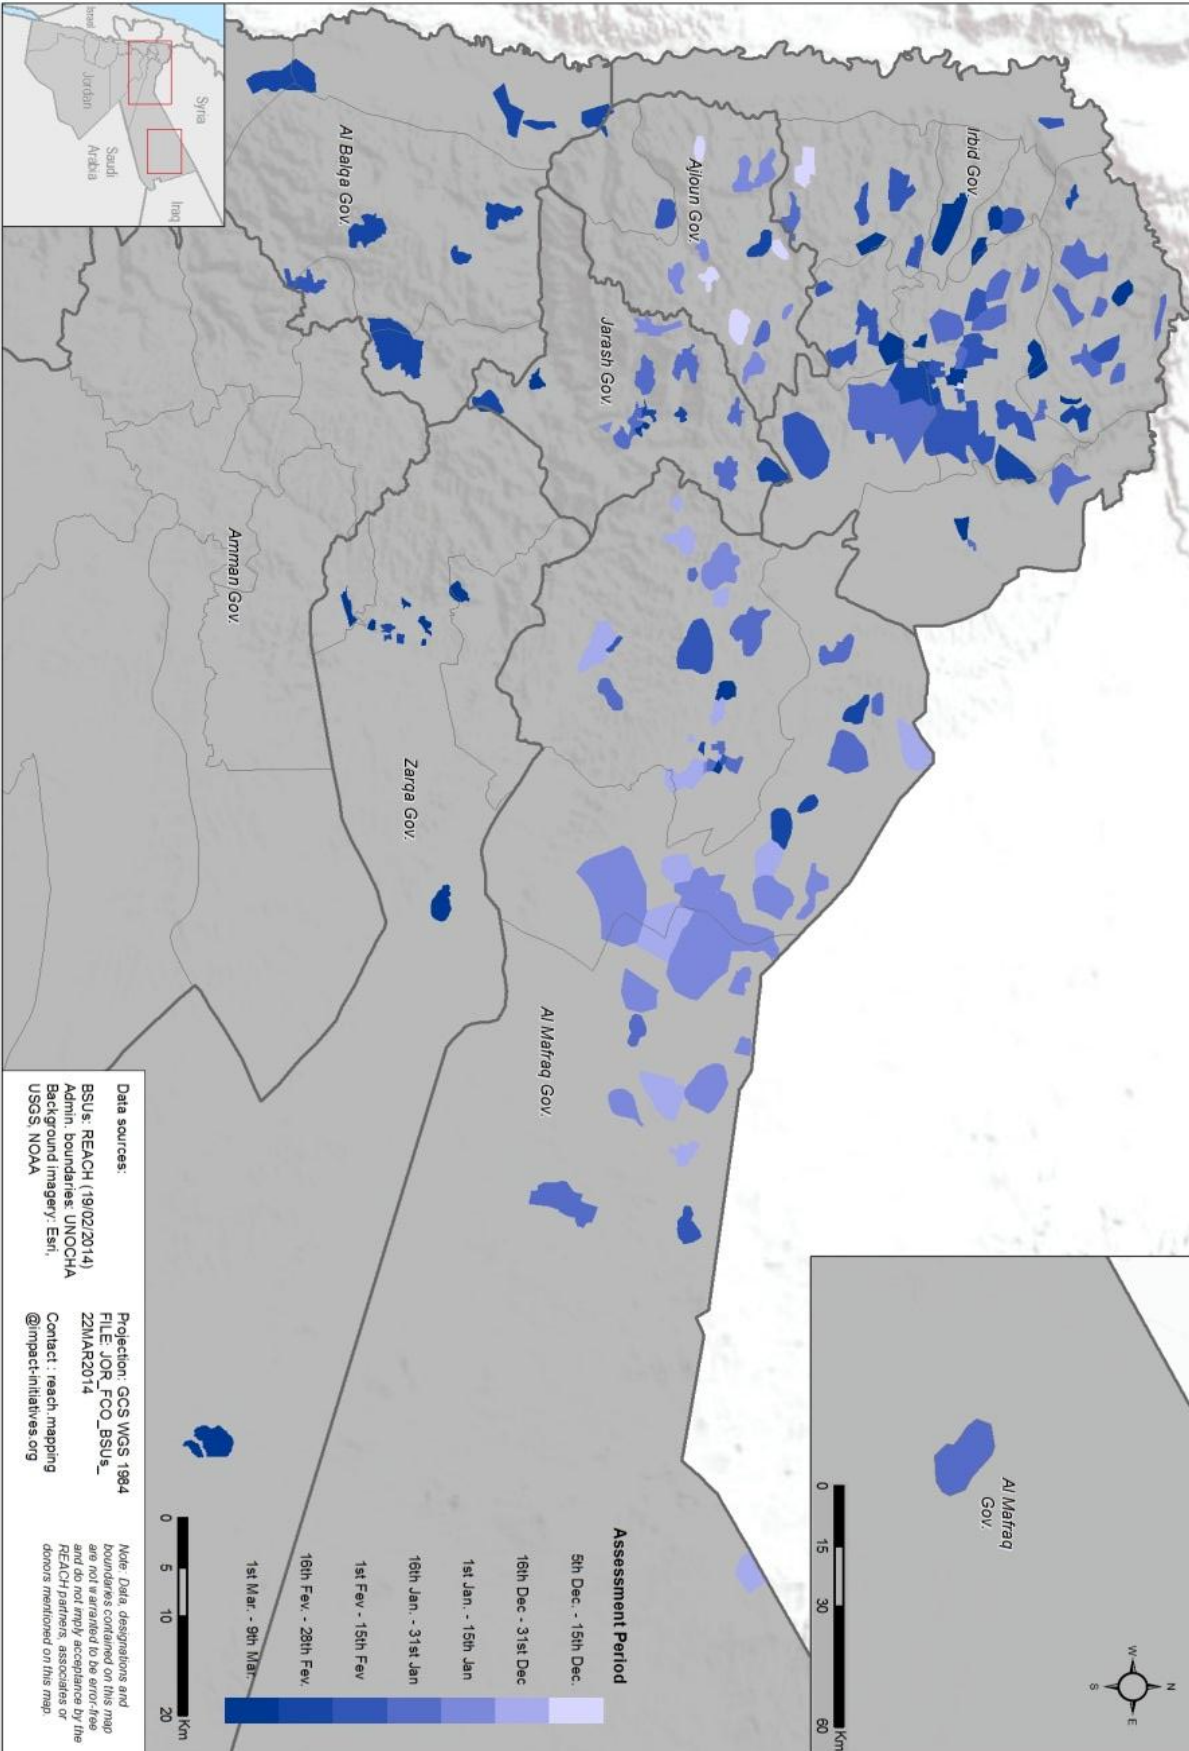 Israel
Syria
Jordan
Saudi
Arabia
Iraq
Irbid Gov.
Ajloun Gov.
Jarash Gov.
Al Balqa Gov.
Amman Gov.
Zarqa Gov.
Al Mafraq Gov.
Al Mafraq
Gov.
0 15 30 60
Km
N
W E
S
Assessment Period
5th Dec. - 15th Dec.
16th Dec - 31st Dec
1st Jan. - 15th Jan
16th Jan. - 31st Jan
1st Fev - 15th Fev
16th Fev. - 28th Fev.
1st Mar. - 9th Mar.
0 5 10 20
Km
Data sources:
BSUs: REACH (19/02/2014)
Admin. boundaries: UNOCHA
Background imagery: Esri,
USGS, NOAA
Projection: GCS WGS 1984
FILE: JOR_FCO_BSUs_
22MAR2014
Contact : reach.mapping
@impact-initiatives.org
Note: Data, designations and
boundaries contained on this map
are not warranted to be error-free
and do not imply acceptance by the
REACH partners, associates or
donors mentioned on this map.